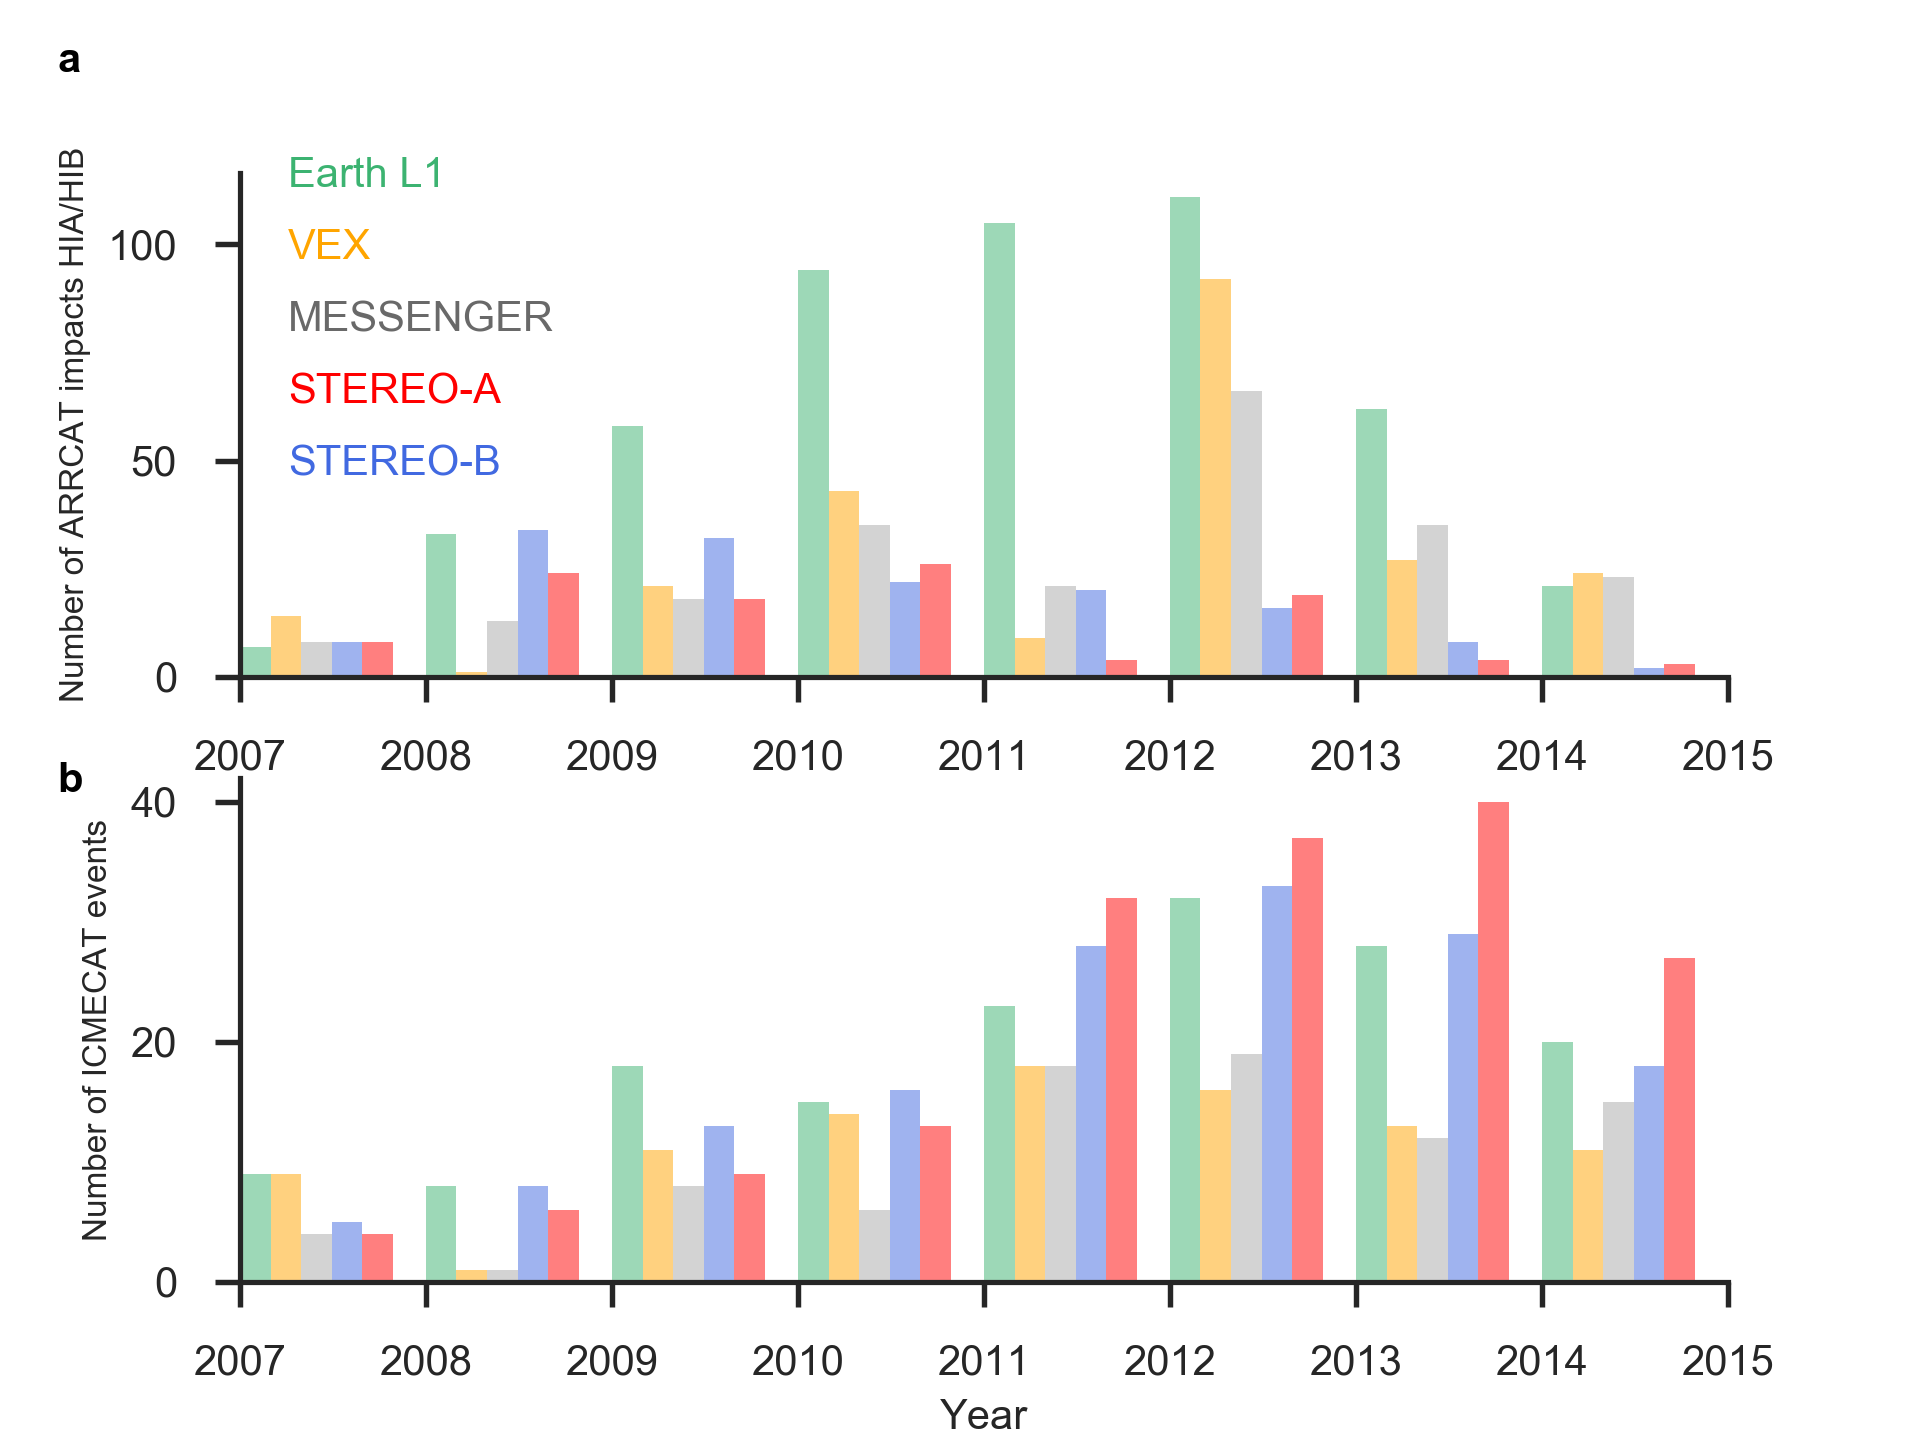 a
Number of ARRCAT impacts HIA/HIB
100
50
0
Earth L1
VEX
MESSENGER
STEREO-A
STEREO-B
2007 2008 2009 2010 2011 2012 2013 2014 2015
b
Number of ICMECAT events
40
20
0
2007 2008 2009 2010 2011 2012 2013 2014 2015
Year